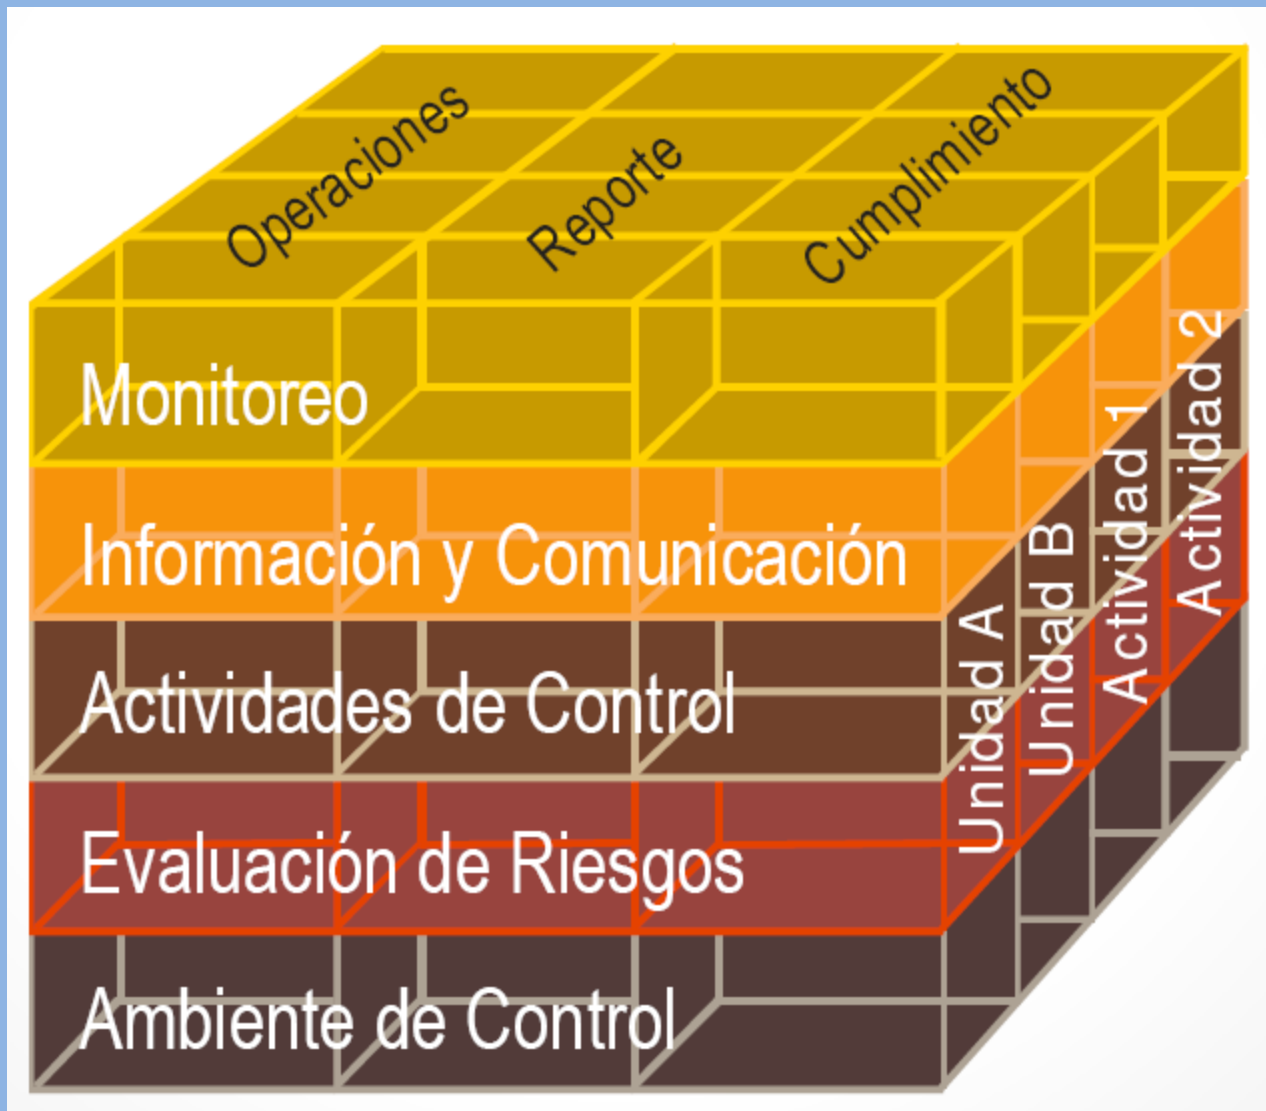 Operaciones
Reporte
Cumplimiento
Monitoreo
Información y Comunicación
Actividades de Control
Evaluación de Riesgos
Ambiente de Control
Unidad A
Unidad B
Actividad 1
Actividad 2